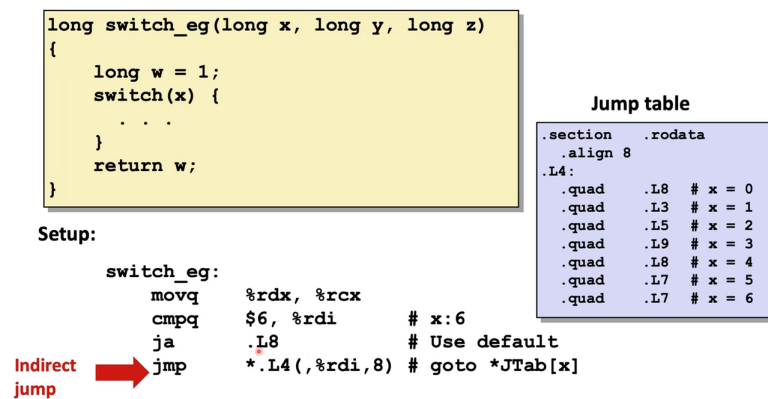 long switch_eg(long x, long y, long z)
{
    long w = 1;
    switch(x) {
      . . .
    }
    return w;
}
Jump table
.section    .rodata
  .align 8
.L4:
  .quad    .L8  # x = 0
  .quad    .L3  # x = 1
  .quad    .L5  # x = 2
  .quad    .L9  # x = 3
  .quad    .L8  # x = 4
  .quad    .L7  # x = 5
  .quad    .L7  # x = 6
Setup:
switch_eg:
    movq    %rdx, %rcx
    cmpq    $6, %rdi      # x:6
    ja      .L8           # Use default
    jmp     *.L4(,%rdi,8) # goto *JTab[x]
Indirect
jump